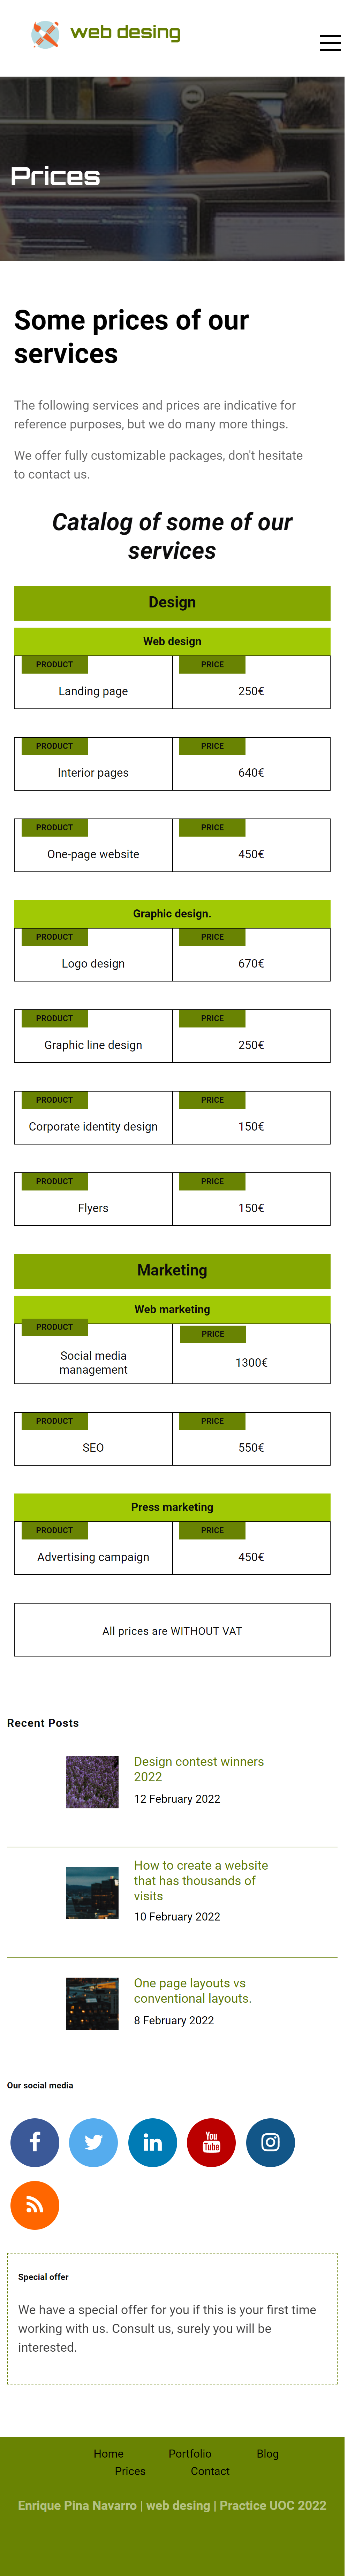 web desing
Prices
Some prices of our
services
The following services and prices are indicative for
reference purposes, but we do many more things.
We offer fully customizable packages, don't hesitate
to contact us.
Catalog of some of our
services
Design
Web design
PRODUCT PRICE
Landing page 250€
PRODUCT PRICE
Interior pages 640€
PRODUCT PRICE
One-page website 450€
Graphic design.
PRODUCT PRICE
Logo design 670€
PRODUCT PRICE
Graphic line design 250€
PRODUCT PRICE
Corporate identity design 150€
PRODUCT PRICE
Flyers 150€
Marketing
Web marketing
PRODUCT PRICE
Social media
management 1300€
PRODUCT PRICE
SEO 550€
Press marketing
PRODUCT PRICE
Advertising campaign 450€
All prices are WITHOUT VAT
Recent Posts
Design contest winners
2022
12 February 2022
How to create a website
that has thousands of
visits
10 February 2022
One page layouts vs
conventional layouts.
8 February 2022
Our social media
You
Tube
Special offer
We have a special offer for you if this is your first time
working with us. Consult us, surely you will be
interested.
Home Portfolio Blog
Prices Contact
Enrique Pina Navarro | web desing | Practice UOC 2022